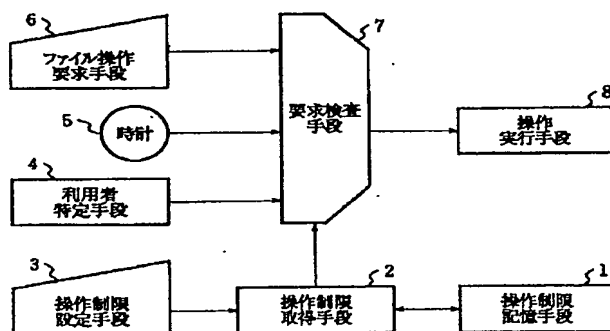 6
ファイル操作
要求手段
7
要求検査
手段
5
時計
8
操作
実行手段
4
利用者
特定手段
3
操作制限
設定手段
2
操作制限
取得手段
1
操作制限
記憶手段